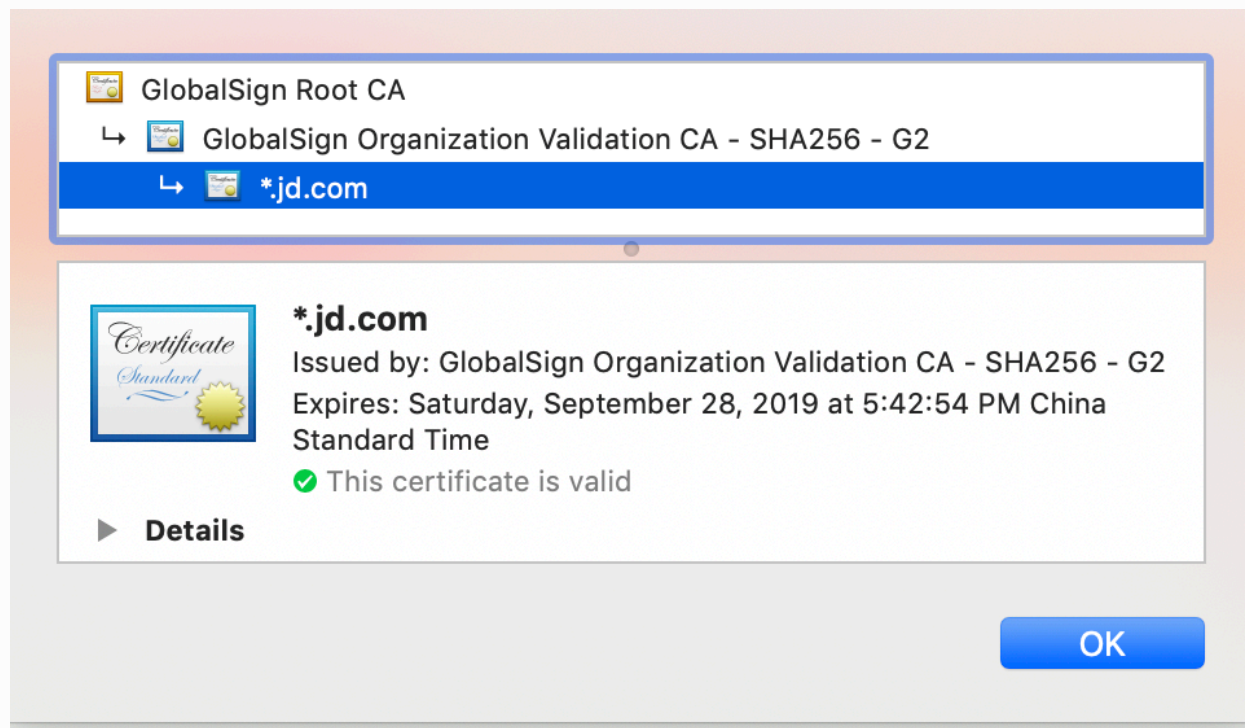 GlobalSign Root CA
GlobalSign Organization Validation CA - SHA256 - G2
*.jd.com
*.jd.com
Certificate
Standard
Issued by: GlobalSign Organization Validation CA - SHA256 - G2
Expires: Saturday, September 28, 2019 at 5:42:54 PM China
Standard Time
This certificate is valid
Details
OK